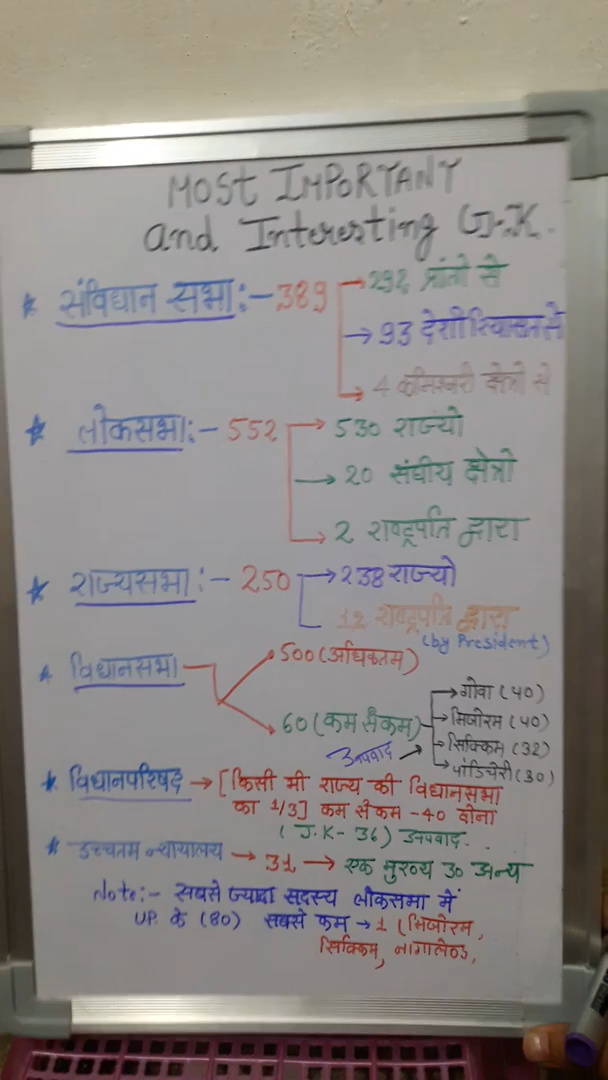 MOST IMPORTANT
and Interesting G.K.
★ संविधान सभा:- 389 → 292 प्रांतो से
→ 93 देशी रियासत से
→ 4 कमिश्नरी क्षेत्रो से
★ लोकसभा:- 552 → 530 राज्यो
→ 20 संघीय क्षेत्रो
→ 2 राष्ट्रपति द्वारा
★ राज्यसभा:- 250 → 238 राज्यो
12 राष्ट्रपति द्वारा
(by President)
★ विधानसभा → 500 (अधिकतम)
→ 60 (कम से कम) → गोवा (40)
→ मिजोरम (40)
अपवाद → सिक्किम (32)
→ पांडिचेरी (30)
★ विधानपरिषद → [किसी भी राज्य की विधानसभा
का 1/3] कम से कम -40 होना
(J.K- 36) अपवाद..
★ उच्चतम न्यायालय → 31 → एक मुख्य 30 अन्य
Note:- सबसे ज्यादा सदस्य लोकसभा में
UP. के (80) सबसे कम → 1 (मिजोरम,
सिक्किम, नागालैण्ड,